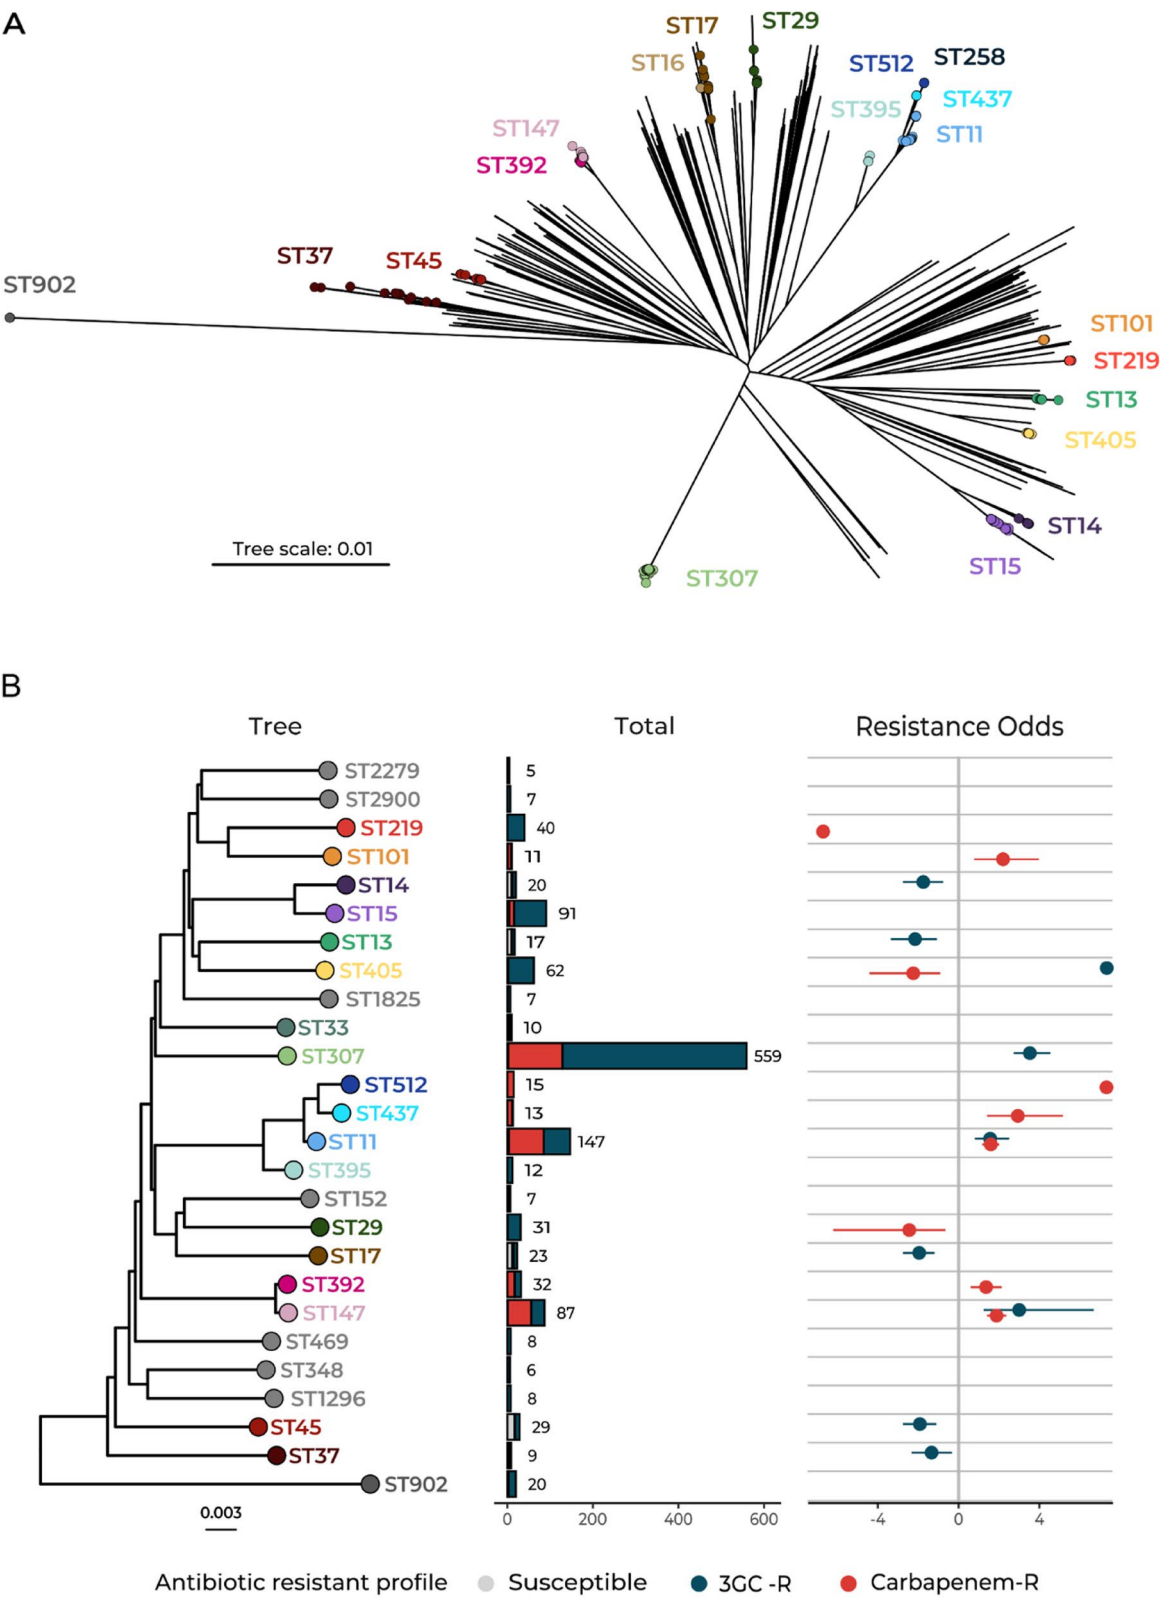 A
ST17
ST29
ST16
ST512
ST258
ST395
ST437
ST147
ST11
ST392
ST37
ST45
ST902
ST101
ST219
ST13
ST405
ST14
ST15
Tree scale: 0.01
ST307
B
Tree
Total
Resistance Odds
ST2279 5
ST2900 7
ST219 40
ST101 11
ST14 20
ST15 91
ST13 17
ST405 62
ST1825 7
ST33 10
ST307 559
ST512 15
ST437 13
ST11 147
ST395 12
ST152 7
ST29 31
ST17 23
ST392 32
ST147 87
ST469 8
ST348 6
ST1296 8
ST45 29
ST37 9
ST902 20
0.003
0 200 400 600
-4 0 4
Antibiotic resistant profile Susceptible 3GC -R Carbapenem-R